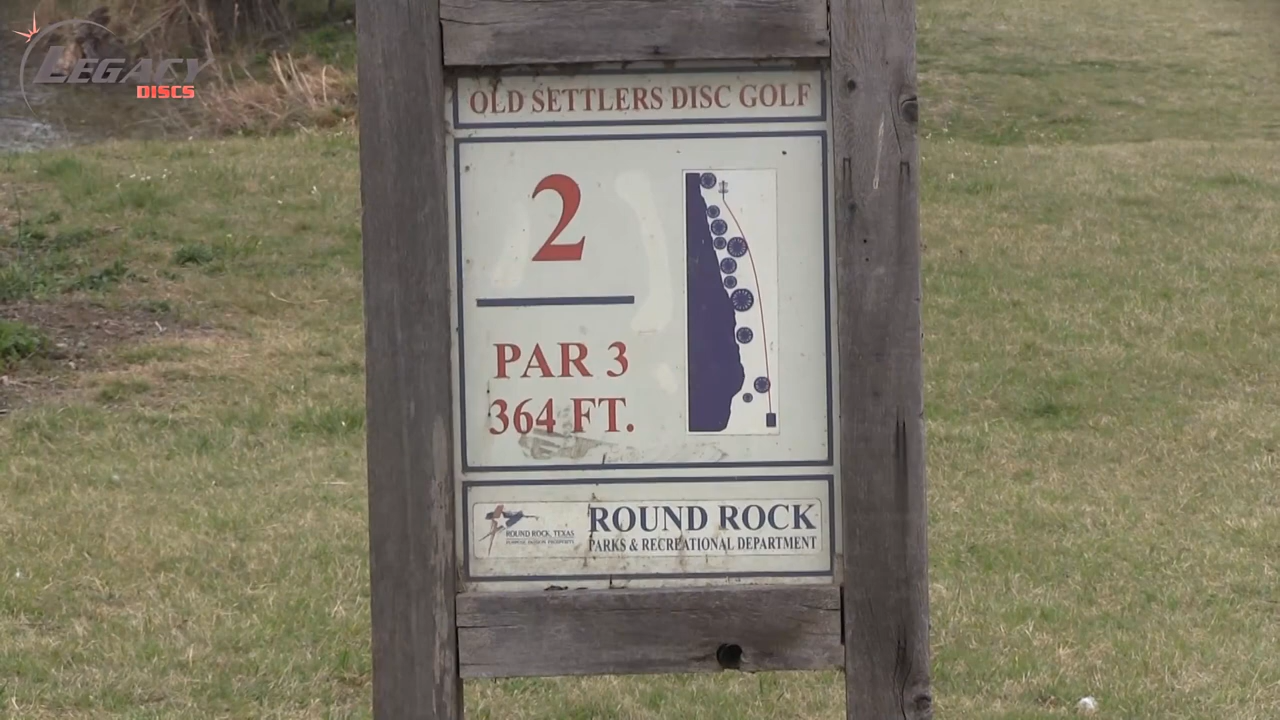 LEGACY
DISCS
OLD SETTLERS DISC GOLF
2
PAR 3
364 FT.
ROUND ROCK, TEXAS
ROUND ROCK
PARKS & RECREATIONAL DEPARTMENT